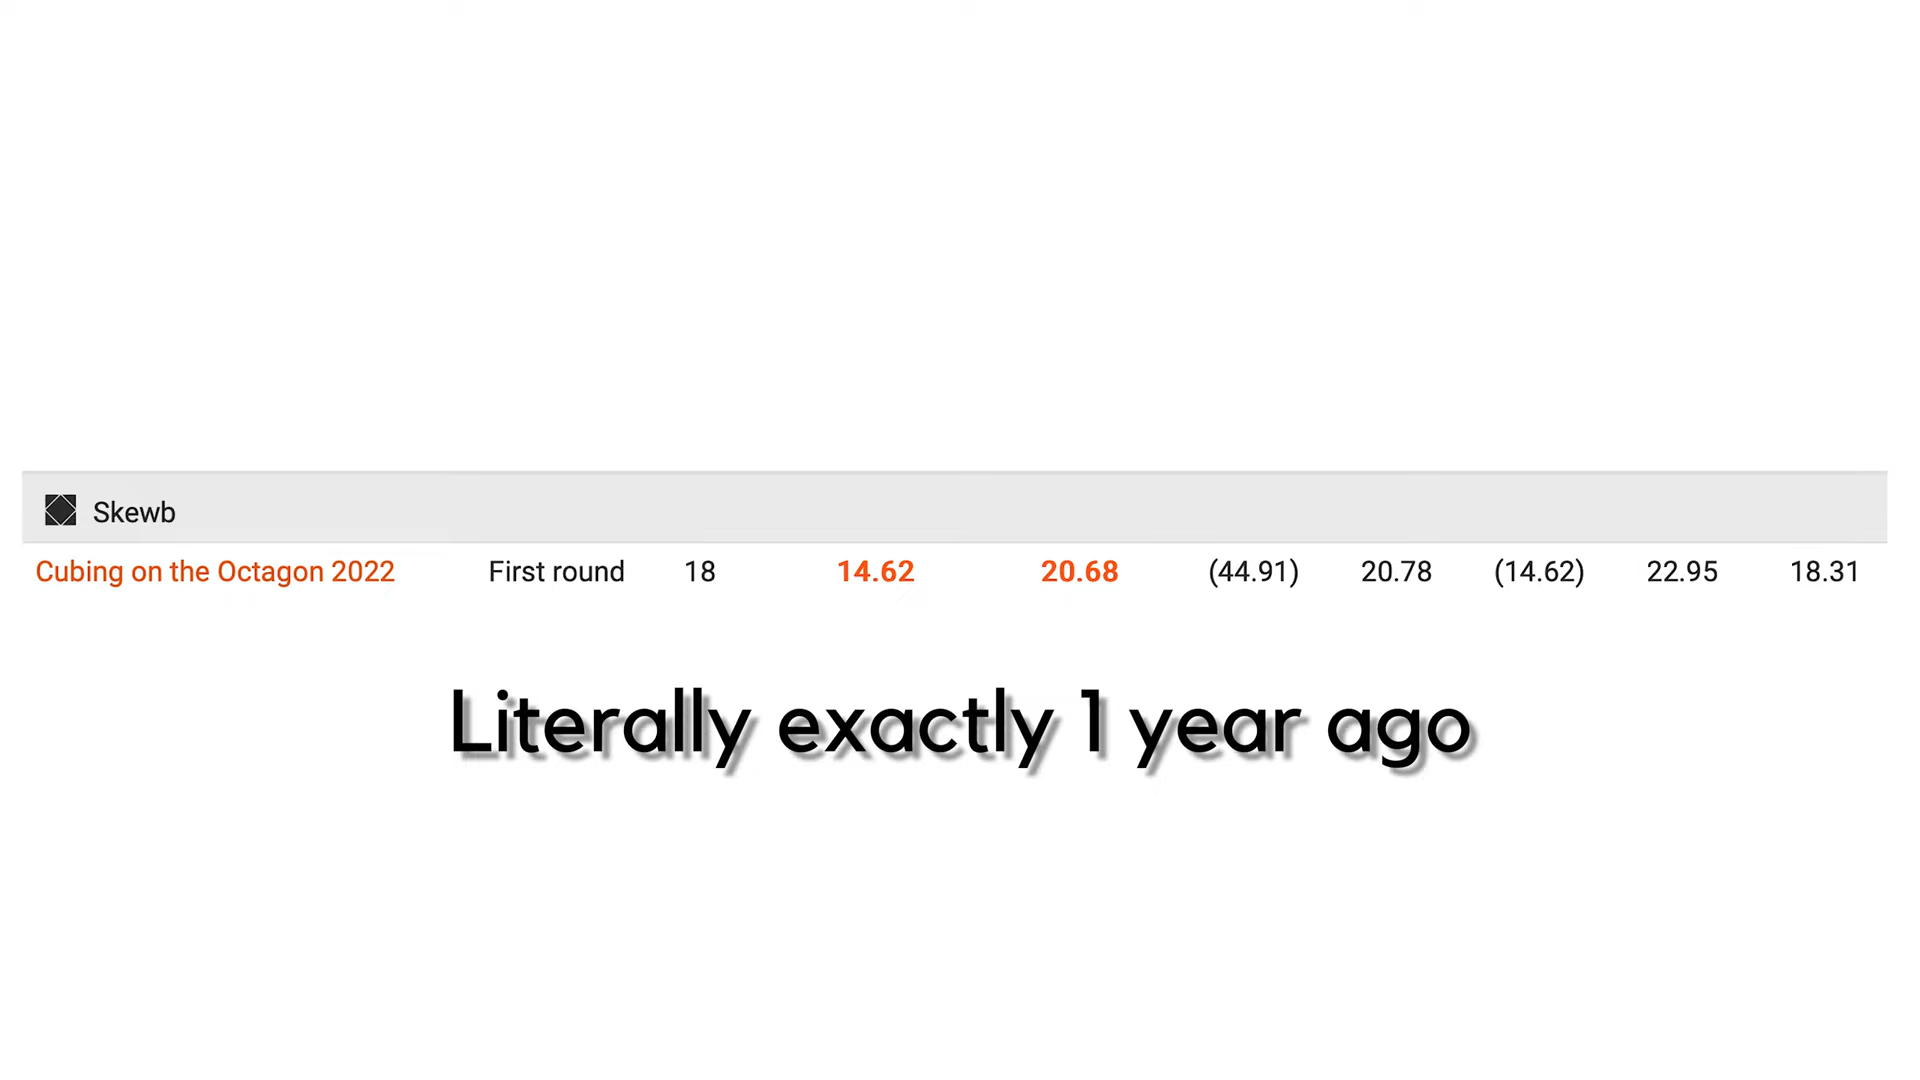 Skewb
Cubing on the Octagon 2022 First round 18 14.62 20.68 (44.91) 20.78 (14.62) 22.95 18.31
Literally exactly 1 year ago